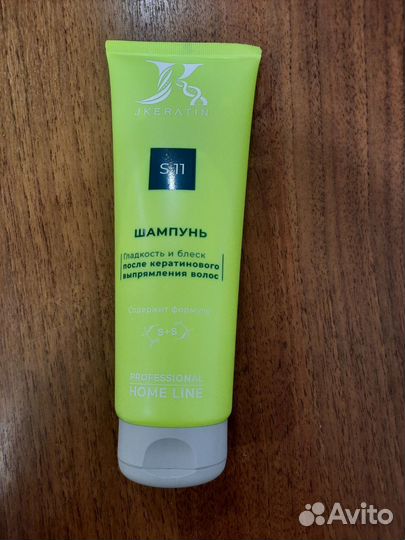 JKERATIN
S 11
ШАМПУНЬ
Гладкость и блеск
после кератинового
выпрямления волос
Содержит формулу
S+S
PROFESSIONAL
HOME LINE
Avito